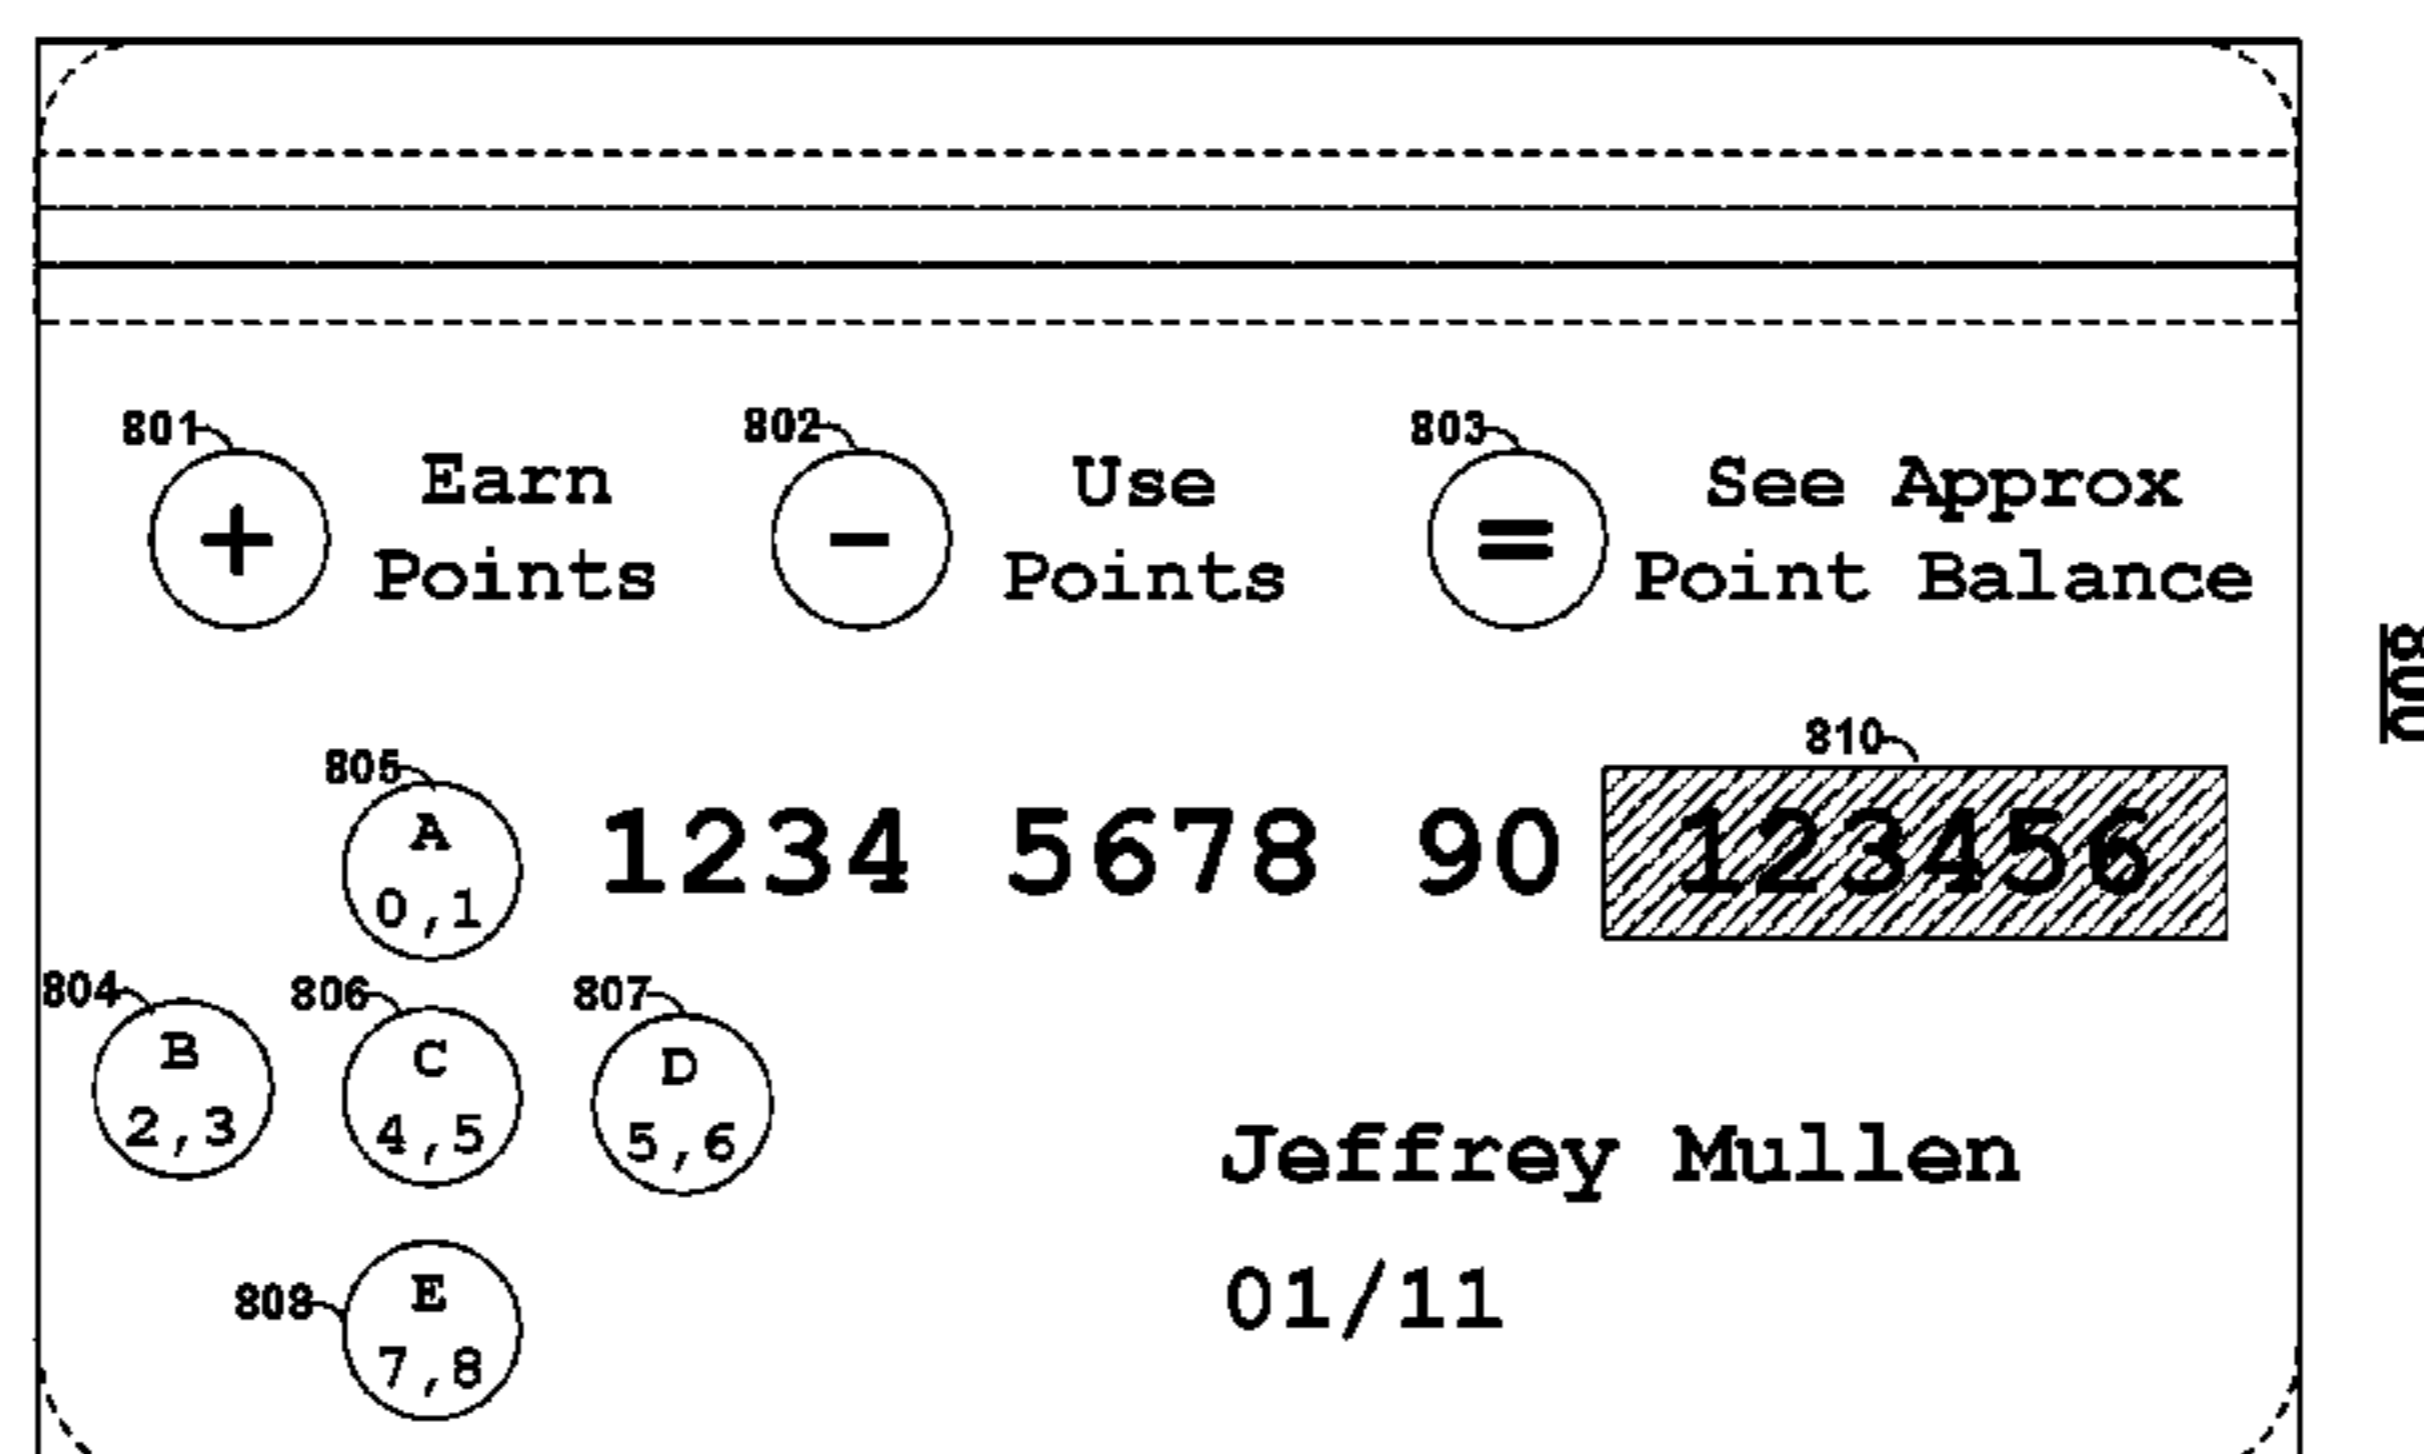 801 802 803
+ Earn Points
- Use Points
= See Approx Point Balance
800
805 810
A
0,1
1234 5678 90 123456
804 806 807
B
2,3
C
4,5
D
5,6
Jeffrey Mullen
808
E
7,8
01/11